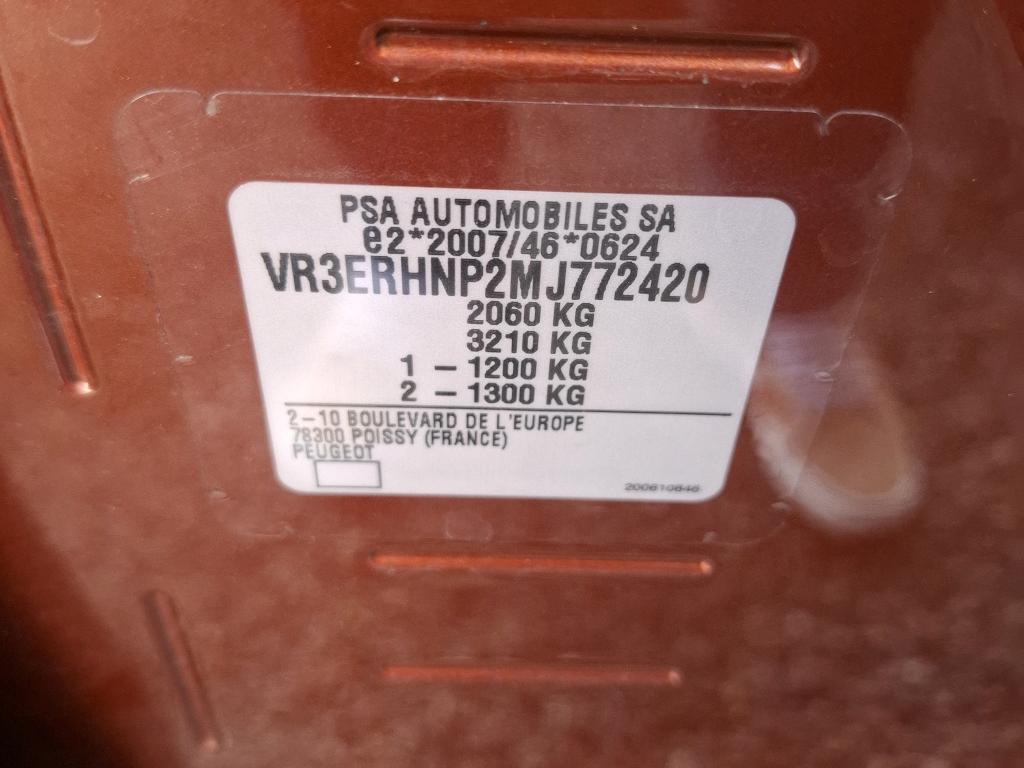 PSA AUTOMOBILES SA
e2*2007/46*0624
VR3ERHNP2MJ772420
2060 KG
3210 KG
1 - 1200 KG
2 - 1300 KG
2-10 BOULEVARD DE L'EUROPE
78300 POISSY (FRANCE)
PEUGEOT